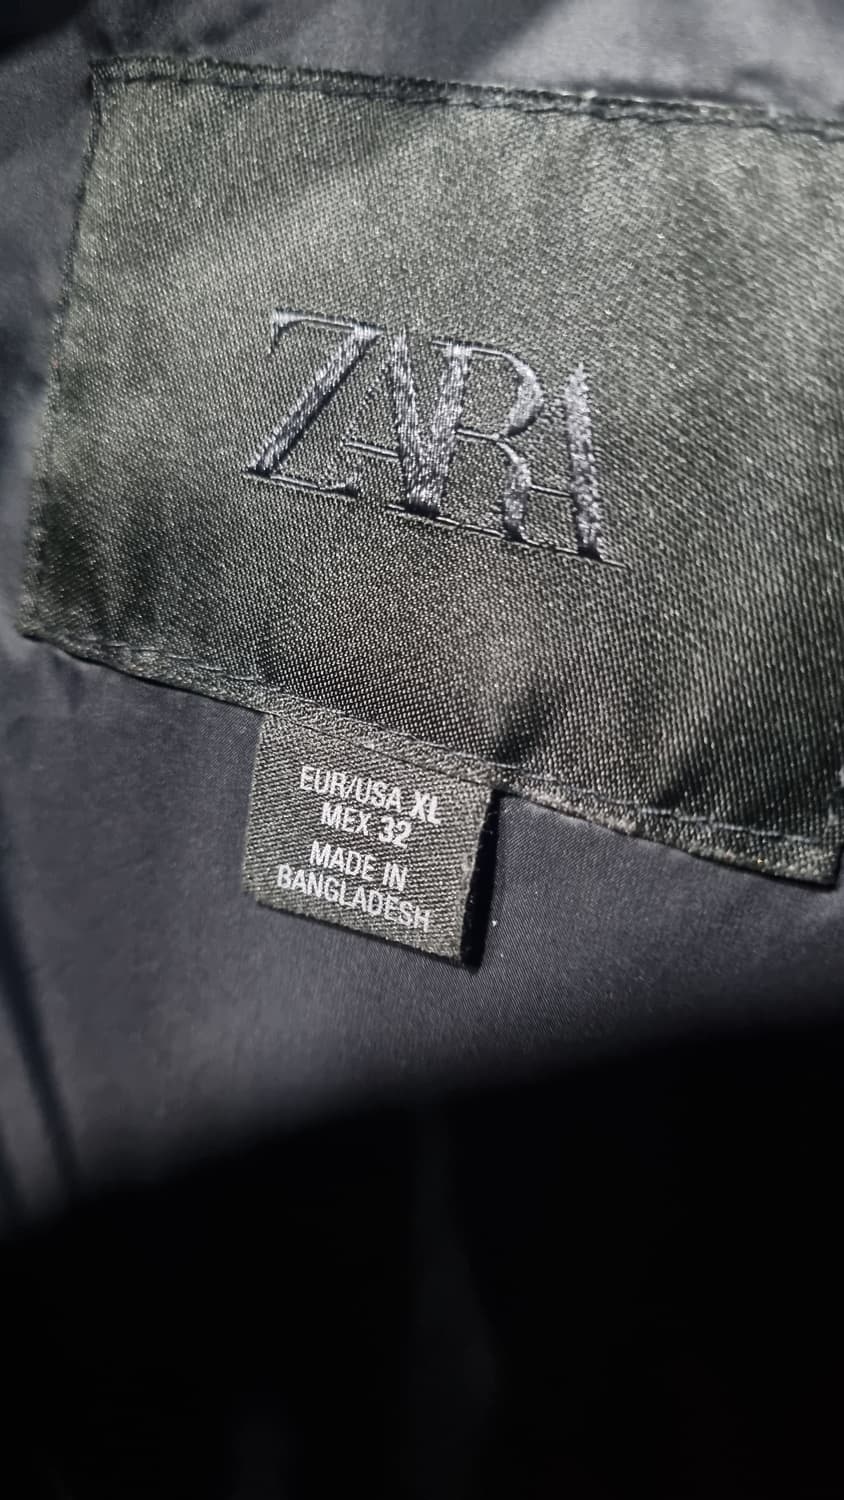 ZARA
EUR/USA XL
MEX 32
MADE IN
BANGLADESH